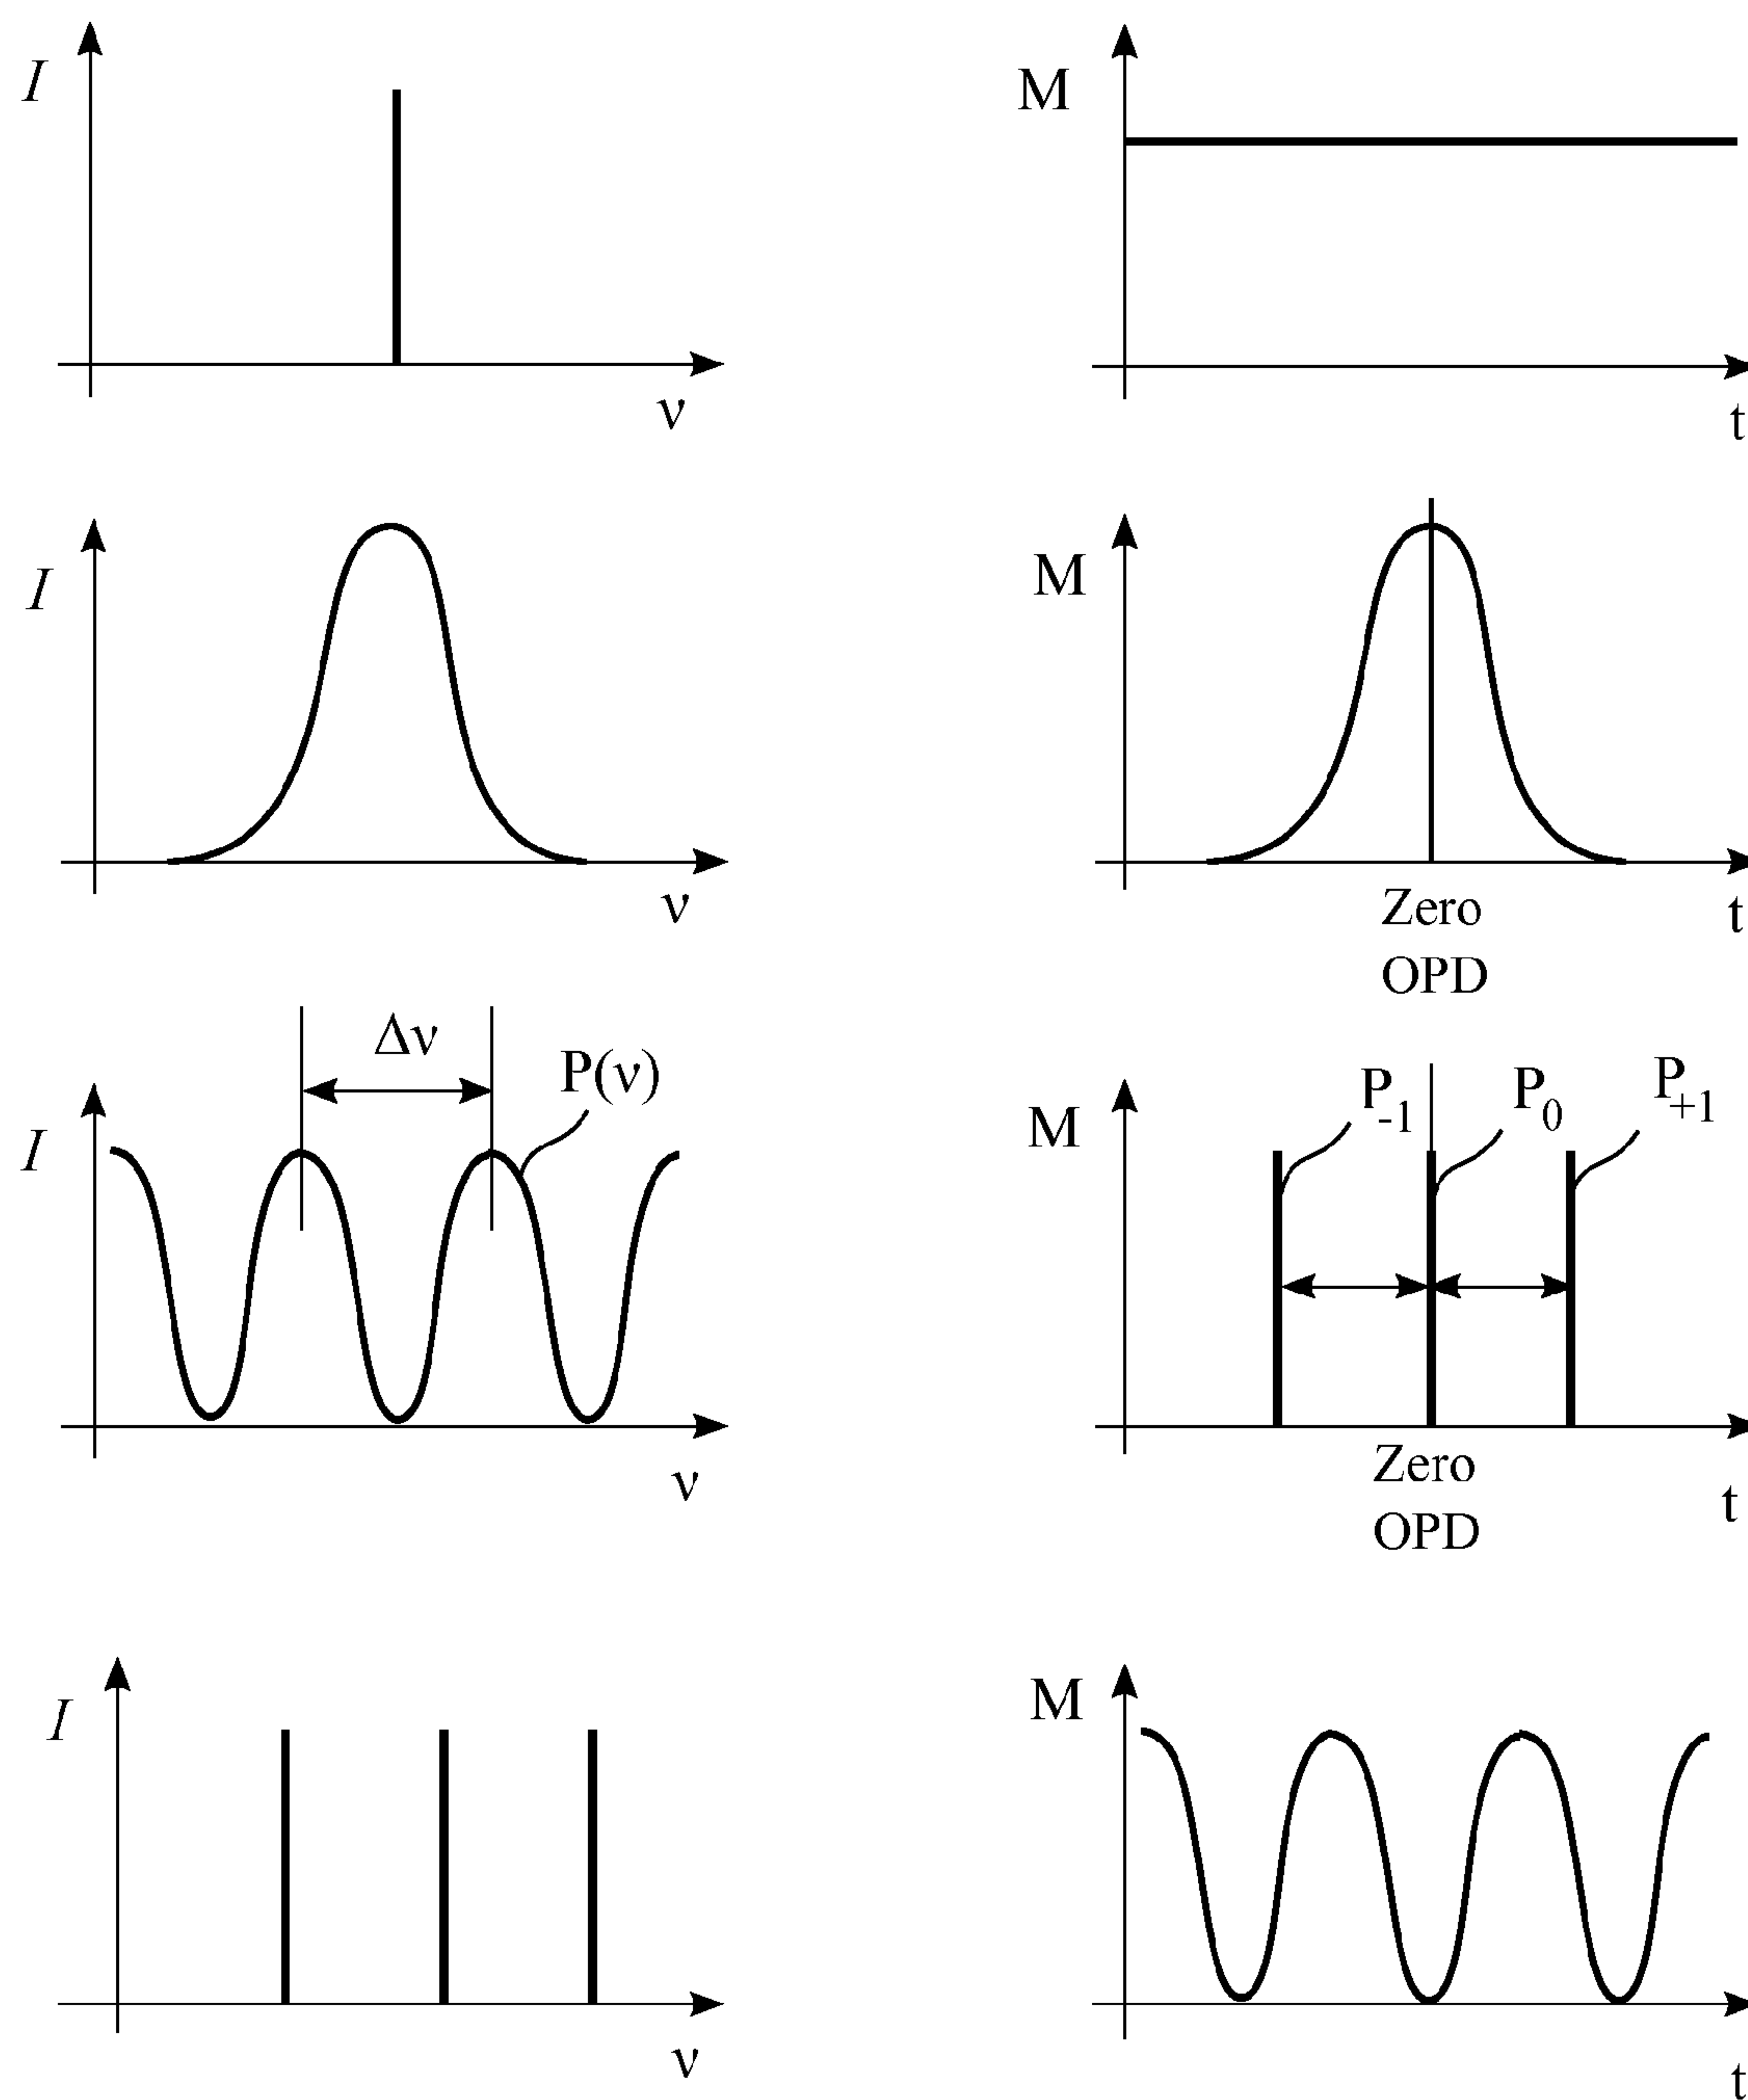 I
M
ν
t
I
M
ν
Zero
OPD
t
Δν
P(ν)
I
P-1
P0
P+1
M
ν
Zero
OPD
t
I
M
ν
t